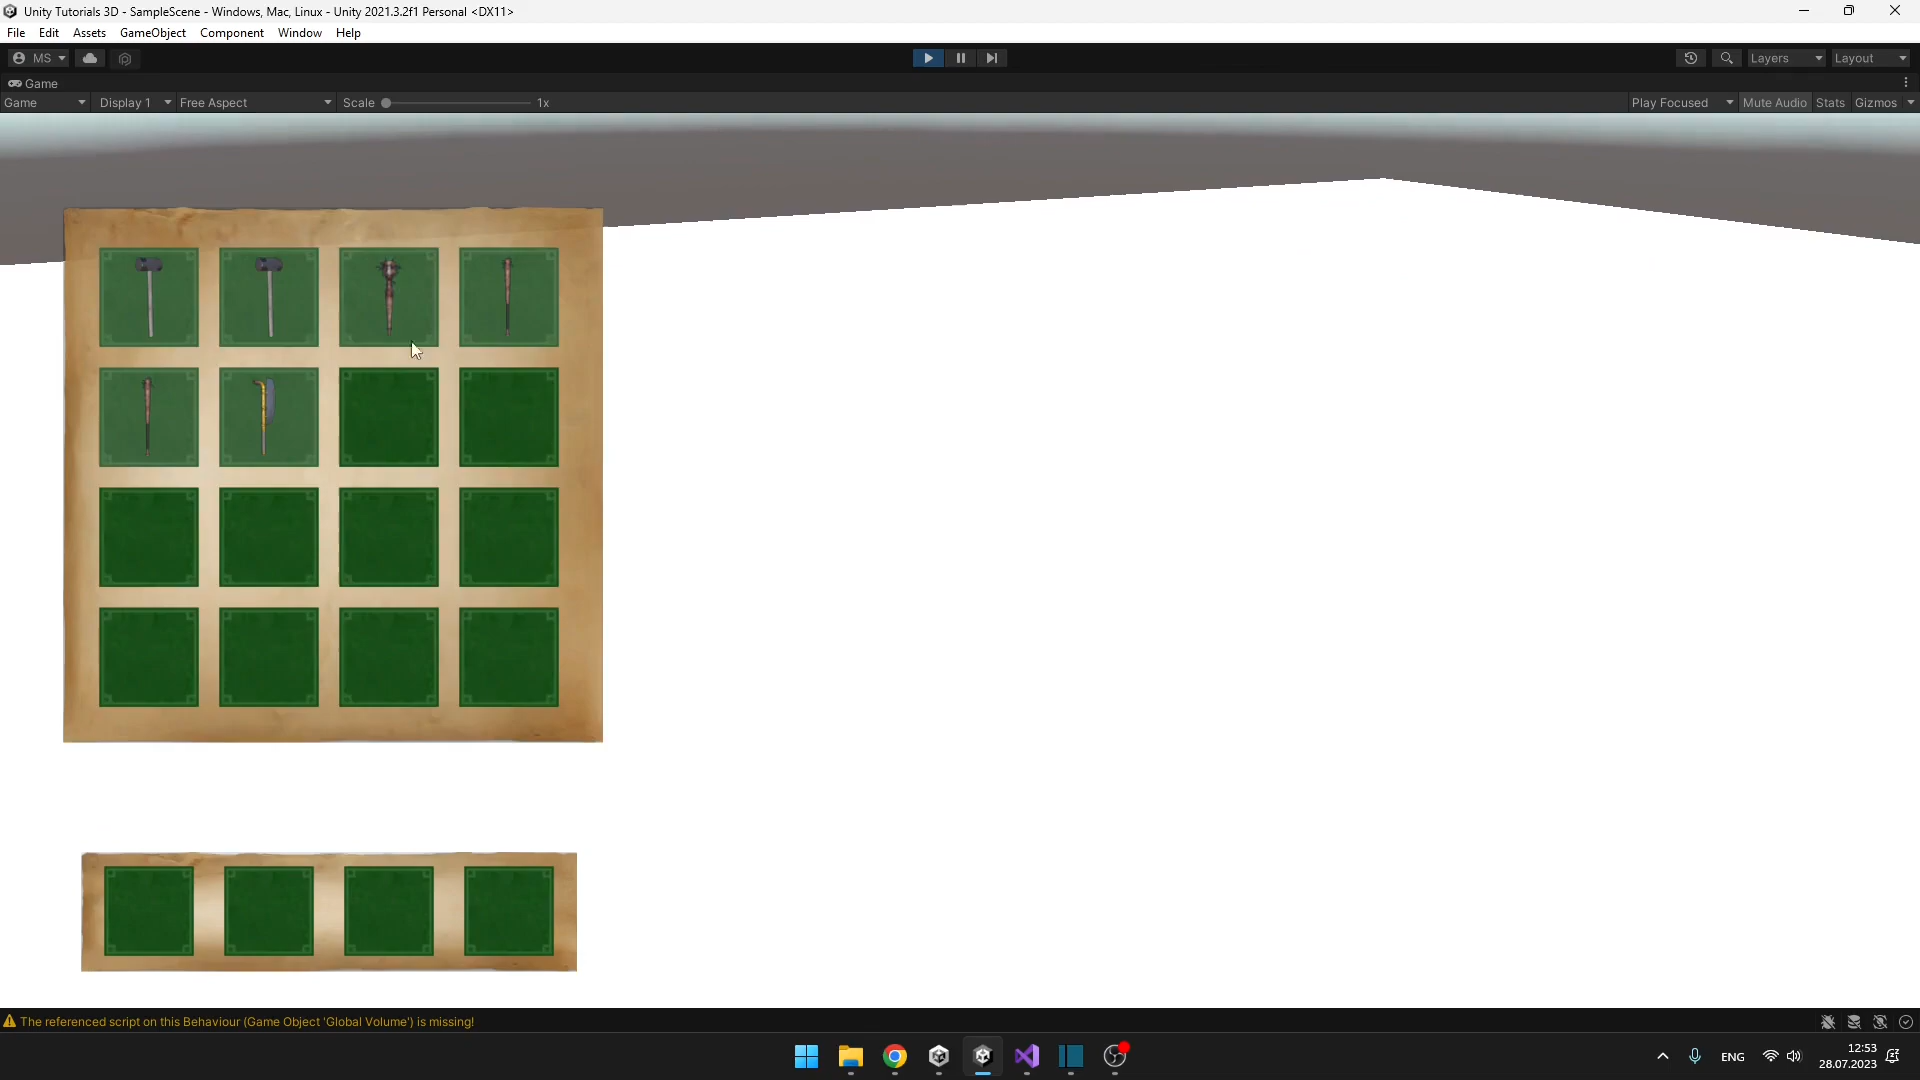 Unity Tutorials 3D - SampleScene - Windows, Mac, Linux - Unity 2021.3.2f1 Personal <DX11>
File Edit Assets GameObject Component Window Help
MS Layers Layout
Game
Game Display 1 Free Aspect Scale 1x Play Focused Mute Audio Stats Gizmos
The referenced script on this Behaviour (Game Object 'Global Volume') is missing!
ENG 12:53
28.07.2023